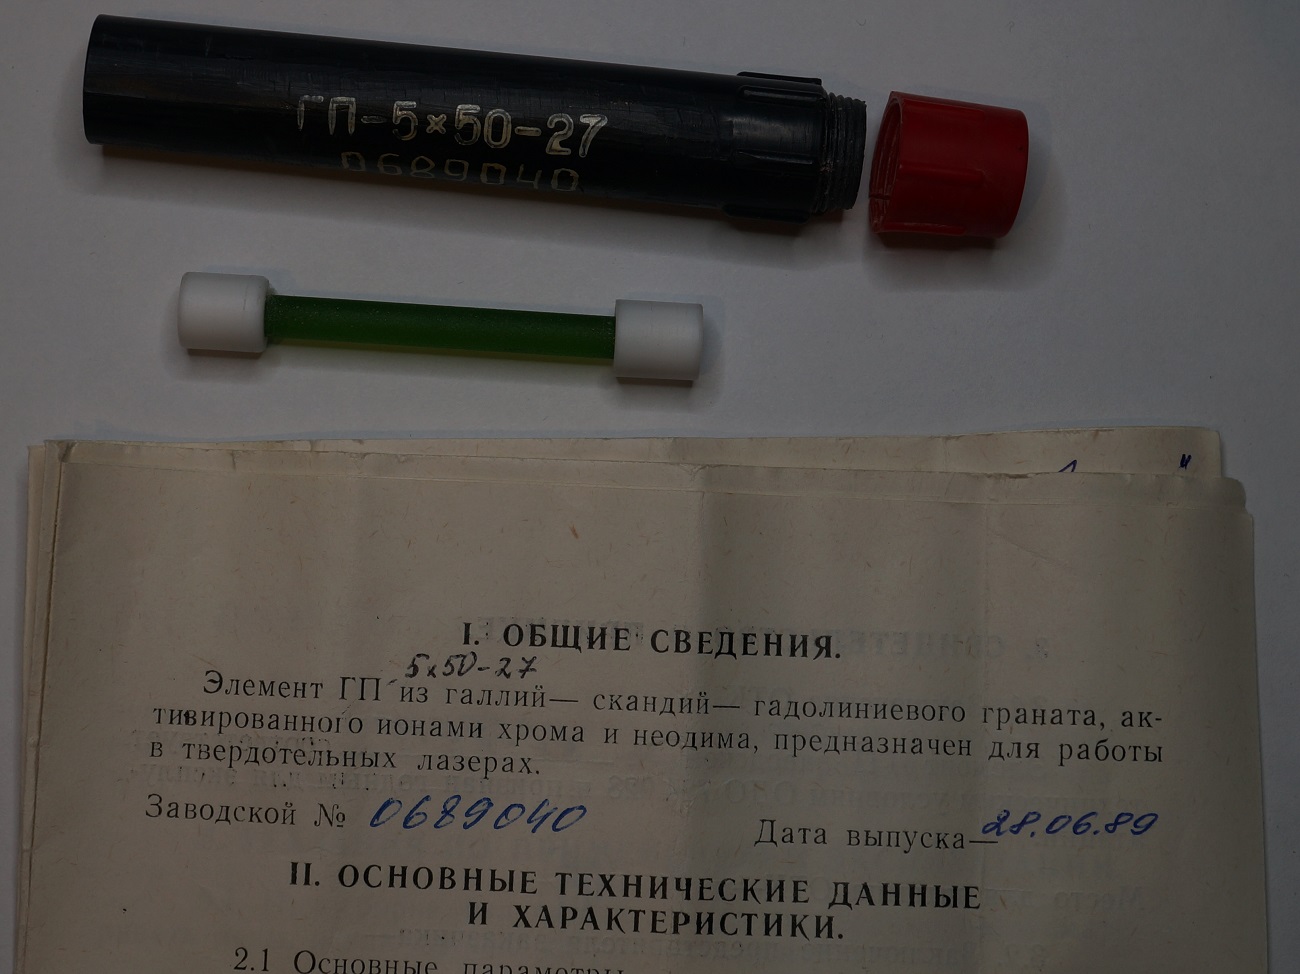 ГП-5×50-27
0689040
I. ОБЩИЕ СВЕДЕНИЯ.
5х50-27
Элемент ГП из галлий— скандий— гадолиниевого граната, ак-
тивированного ионами хрома и неодима, предназначен для работы
в твердотельных лазерах.
Заводской № 0689040
Дата выпуска— 28.06.89
II. ОСНОВНЫЕ ТЕХНИЧЕСКИЕ ДАННЫЕ
И ХАРАКТЕРИСТИКИ.
2.1 Основные параметры